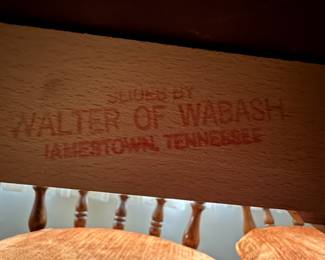 SLIDES BY
WALTER OF WABASH
JAMESTOWN, TENNESSEE